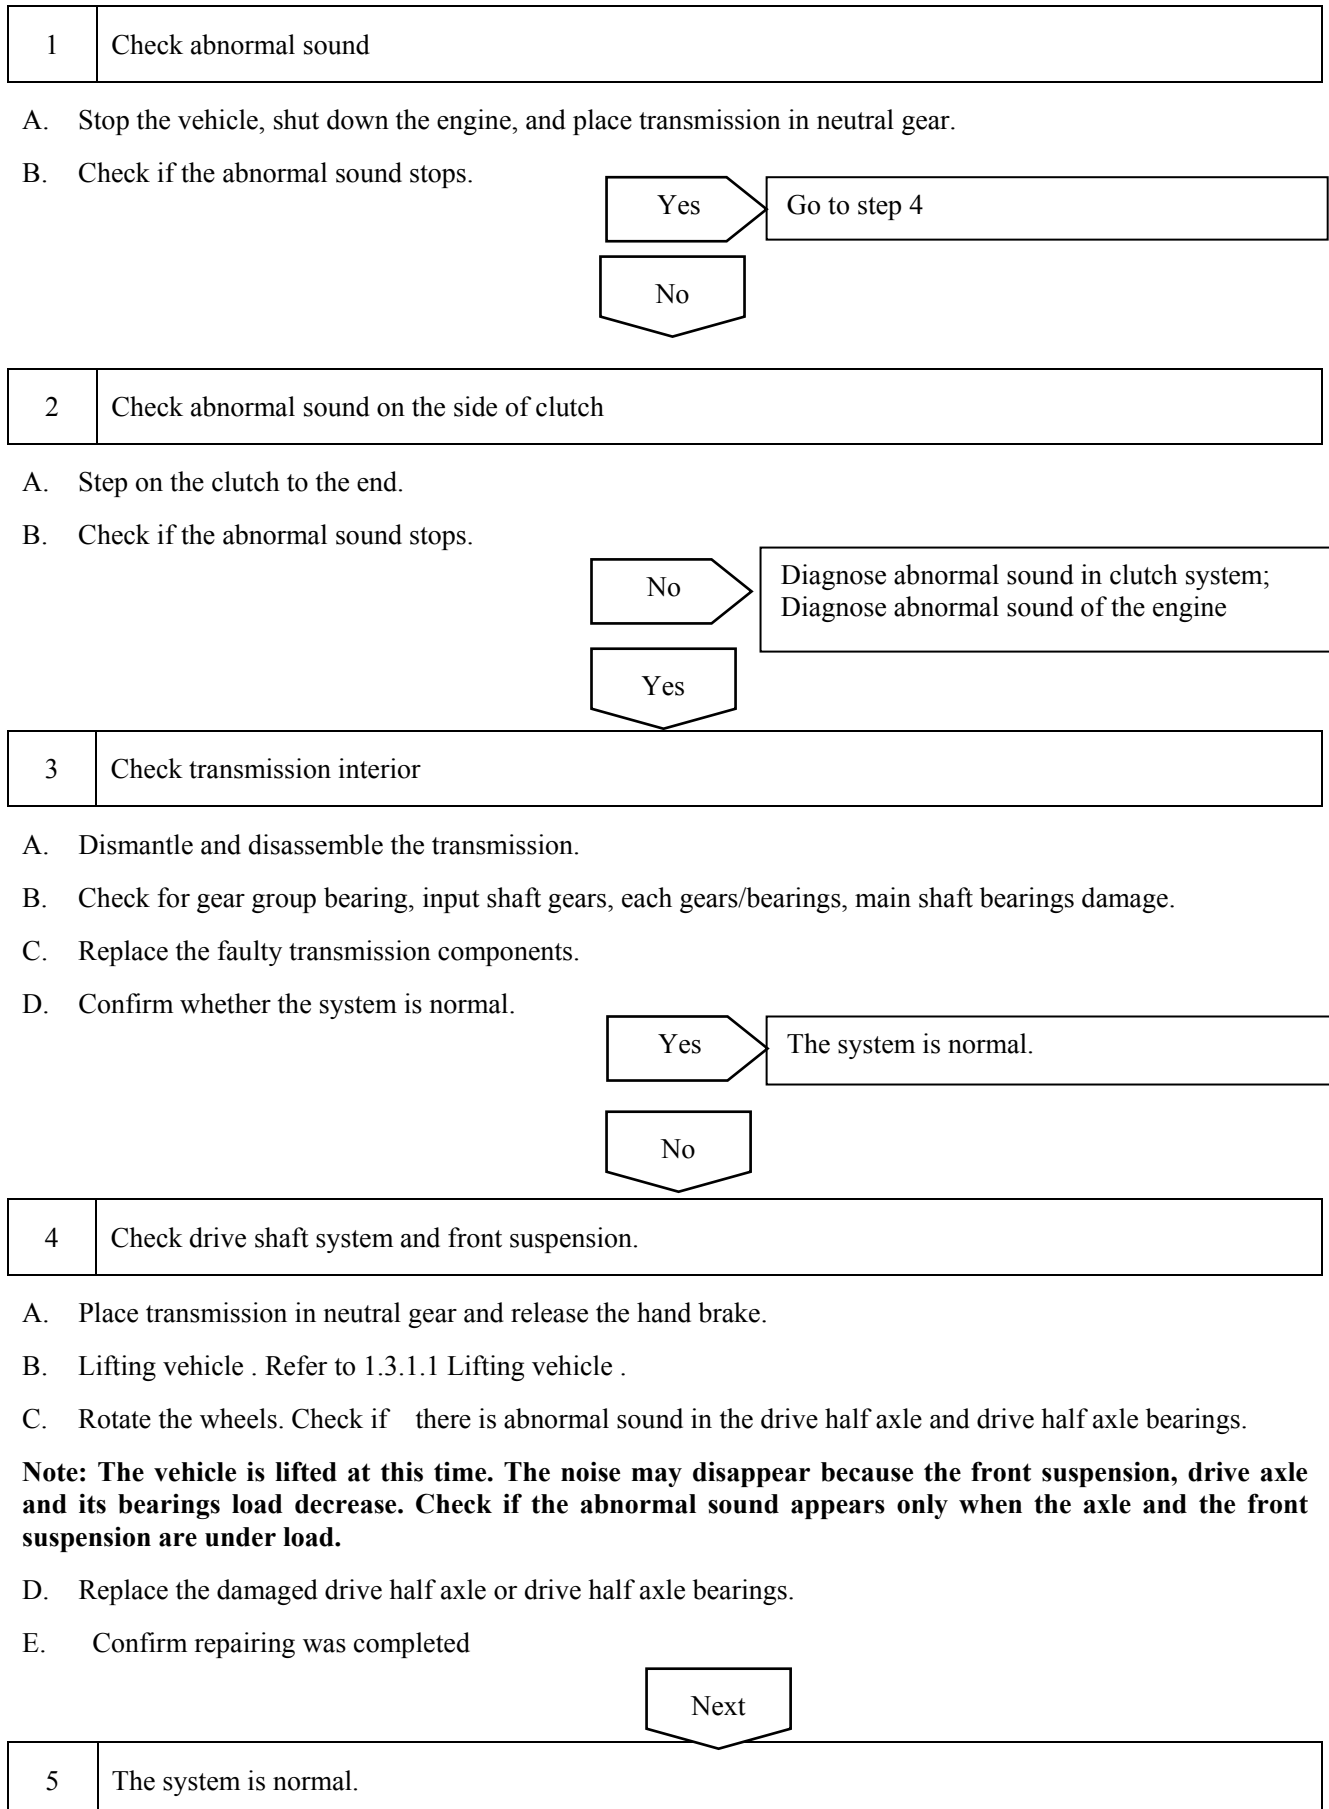 1 Check abnormal sound
A. Stop the vehicle, shut down the engine, and place transmission in neutral gear.
B. Check if the abnormal sound stops.
Yes Go to step 4
No
2 Check abnormal sound on the side of clutch
A. Step on the clutch to the end.
B. Check if the abnormal sound stops.
No Diagnose abnormal sound in clutch system;
Diagnose abnormal sound of the engine
Yes
3 Check transmission interior
A. Dismantle and disassemble the transmission.
B. Check for gear group bearing, input shaft gears, each gears/bearings, main shaft bearings damage.
C. Replace the faulty transmission components.
D. Confirm whether the system is normal.
Yes The system is normal.
No
4 Check drive shaft system and front suspension.
A. Place transmission in neutral gear and release the hand brake.
B. Lifting vehicle . Refer to 1.3.1.1 Lifting vehicle .
C. Rotate the wheels. Check if there is abnormal sound in the drive half axle and drive half axle bearings.
Note: The vehicle is lifted at this time. The noise may disappear because the front suspension, drive axle
and its bearings load decrease. Check if the abnormal sound appears only when the axle and the front
suspension are under load.
D. Replace the damaged drive half axle or drive half axle bearings.
E. Confirm repairing was completed
Next
5 The system is normal.